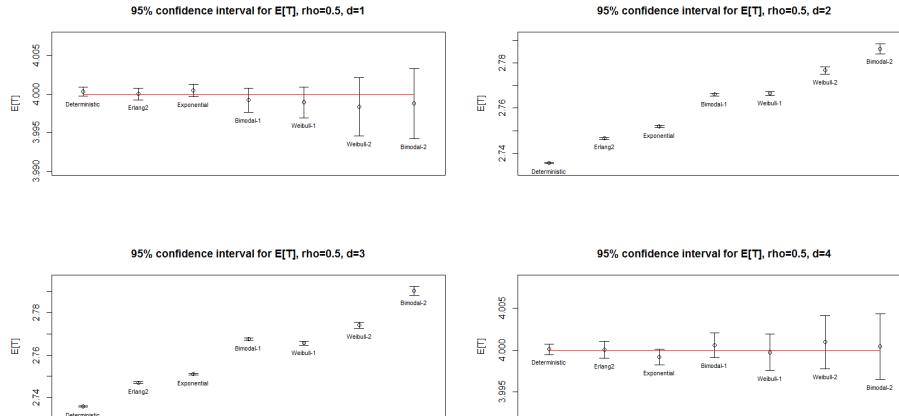 95% confidence interval for E[T], rho=0.5, d=1
E[T]
4.005
4.000
3.995
3.990
Deterministic
Erlang2
Exponential
Bimodal-1
Weibull-1
Weibull-2
Bimodal-2
95% confidence interval for E[T], rho=0.5, d=2
E[T]
2.78
2.76
2.74
Deterministic
Erlang2
Exponential
Bimodal-1
Weibull-1
Weibull-2
Bimodal-2
95% confidence interval for E[T], rho=0.5, d=3
E[T]
2.78
2.76
2.74
Deterministic
Erlang2
Exponential
Bimodal-1
Weibull-1
Weibull-2
Bimodal-2
95% confidence interval for E[T], rho=0.5, d=4
E[T]
4.005
4.000
3.995
Deterministic
Erlang2
Exponential
Bimodal-1
Weibull-1
Weibull-2
Bimodal-2